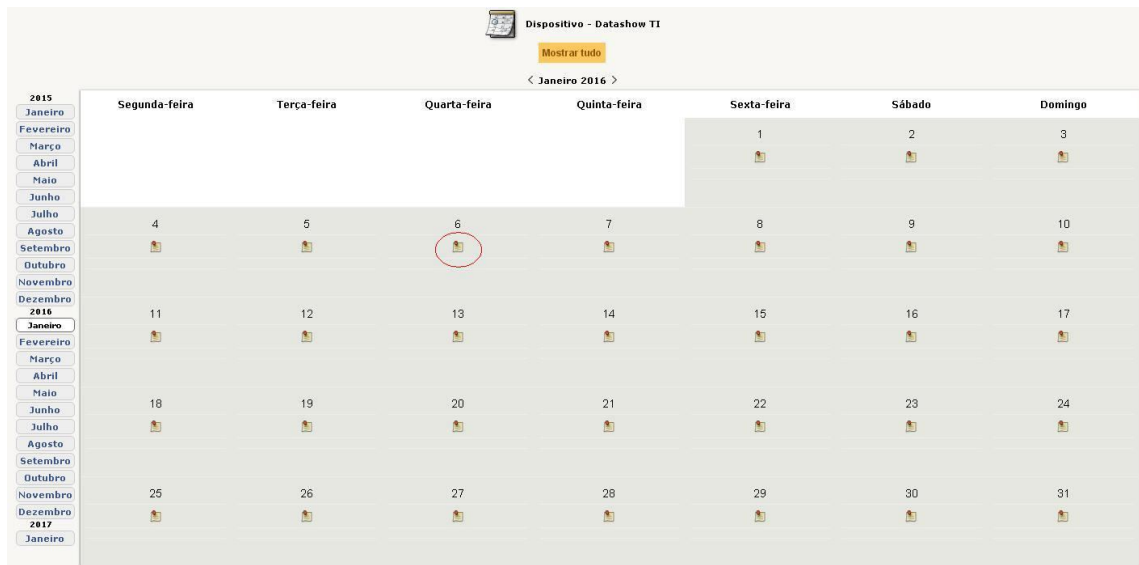 Dispositivo - Datashow TI
Mostrar tudo
< Janeiro 2016 >
2015
Janeiro
Fevereiro
Março
Abril
Maio
Junho
Julho
Agosto
Setembro
Outubro
Novembro
Dezembro
2016
Janeiro
Fevereiro
Março
Abril
Maio
Junho
Julho
Agosto
Setembro
Outubro
Novembro
Dezembro
2017
Janeiro
Segunda-feira Terça-feira Quarta-feira Quinta-feira Sexta-feira Sábado Domingo
1 2 3
4 5 6 7 8 9 10
11 12 13 14 15 16 17
18 19 20 21 22 23 24
25 26 27 28 29 30 31